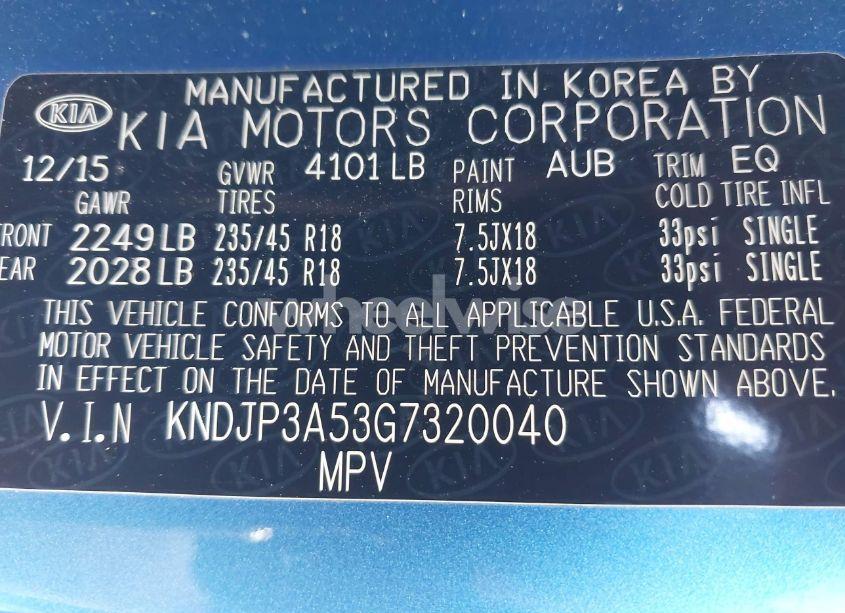 KIA
MANUFACTURED IN KOREA BY
KIA MOTORS CORPORATION
12/15 GVWR 4101 LB PAINT AUB TRIM EQ
GAWR TIRES RIMS COLD TIRE INFL
RONT 2249 LB 235/45 R18 7.5JX18 33psi SINGLE
EAR 2028 LB 235/45 R18 7.5JX18 33psi SINGLE
THIS VEHICLE CONFORMS TO ALL APPLICABLE U.S.A. FEDERAL
MOTOR VEHICLE SAFETY AND THEFT PREVENTION STANDARDS
IN EFFECT ON THE DATE OF MANUFACTURE SHOWN ABOVE.
V.I.N KNDJP3A53G7320040
MPV
wheelwise